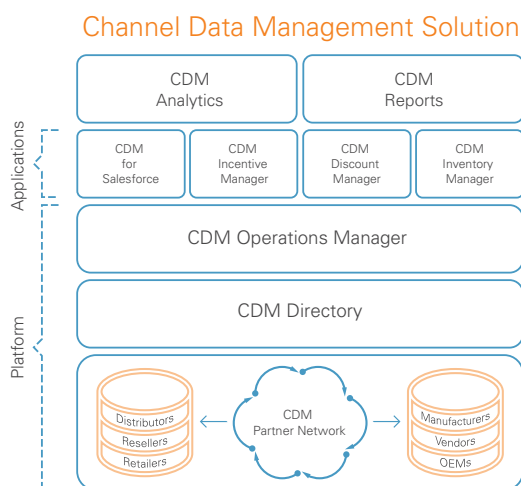 Channel Data Management Solution
CDM
Analytics
CDM
Reports
Applications
CDM
for
Salesforce
CDM
Incentive
Manager
CDM
Discount
Manager
CDM
Inventory
Manager
Platform
CDM Operations Manager
CDM Directory
Distributors
Resellers
Retailers
CDM
Partner Network
Manufacturers
Vendors
OEMs